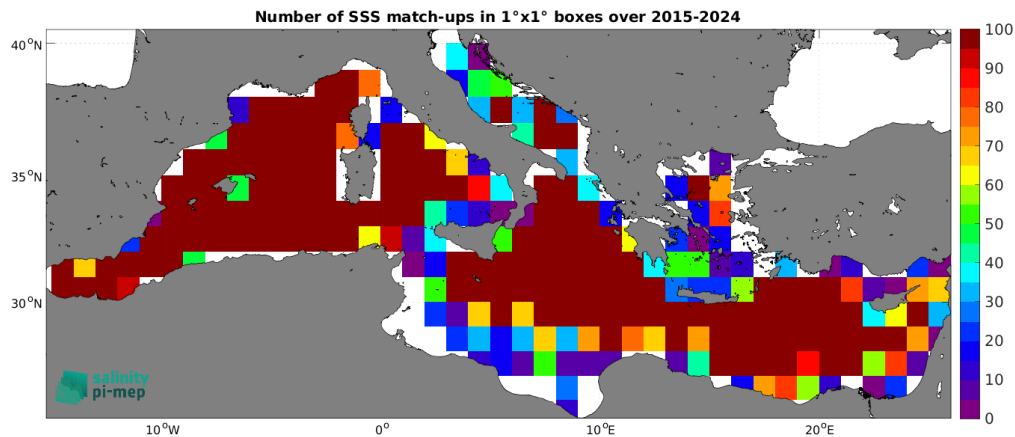 Number of SSS match-ups in 1°x1° boxes over 2015-2024
40°N
35°N
30°N
10°W
0°
10°E
20°E
100
90
80
70
60
50
40
30
20
10
0
salinity
pi-mep